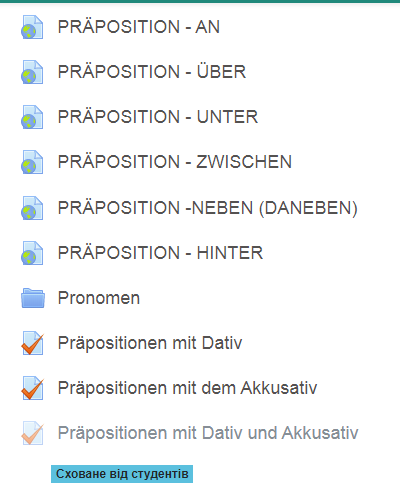 PRÄPOSITION - AN
PRÄPOSITION - ÜBER
PRÄPOSITION - UNTER
PRÄPOSITION - ZWISCHEN
PRÄPOSITION -NEBEN (DANEBEN)
PRÄPOSITION - HINTER
Pronomen
Präpositionen mit Dativ
Präpositionen mit dem Akkusativ
Präpositionen mit Dativ und Akkusativ
Сховане від студентів